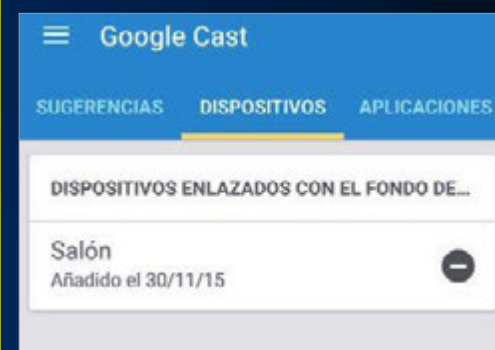 Google Cast
SUGERENCIAS DISPOSITIVOS APLICACIONES
DISPOSITIVOS ENLAZADOS CON EL FONDO DE...
Salón
Añadido el 30/11/15